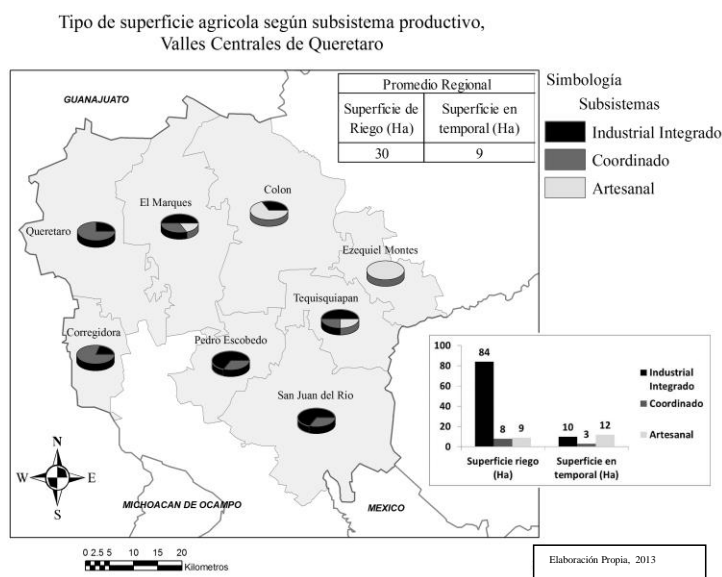 Tipo de superficie agricola según subsistema productivo,
Valles Centrales de Queretaro
GUANAJUATO
Promedio Regional
Superficie de Riego (Ha)
Superficie en temporal (Ha)
30
9
Simbología
Subsistemas
Industrial Integrado
Coordinado
Artesanal
Colon
El Marques
Queretaro
Ezequiel Montes
Tequisquiapan
Corregidora
Pedro Escobedo
San Juan del Rio
100
80
60
40
20
0
84
8
9
10
3
12
Superficie riego
(Ha)
Superficie en
temporal (Ha)
Industrial
Integrado
Coordinado
Artesanal
N
W
E
S
MICHOACAN DE OCAMPO
MEXICO
0 2.5 5 10 15 20
Kilometros
Elaboración Propia, 2013